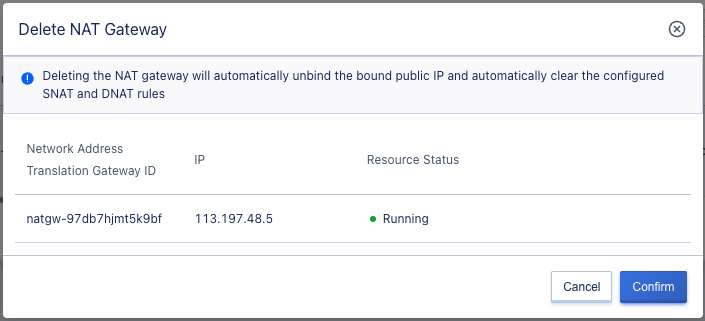 Delete NAT Gateway
Deleting the NAT gateway will automatically unbind the bound public IP and automatically clear the configured
SNAT and DNAT rules
Network Address
Translation Gateway ID
IP
Resource Status
natgw-97db7hjmt5k9bf
113.197.48.5
Running
Cancel
Confirm